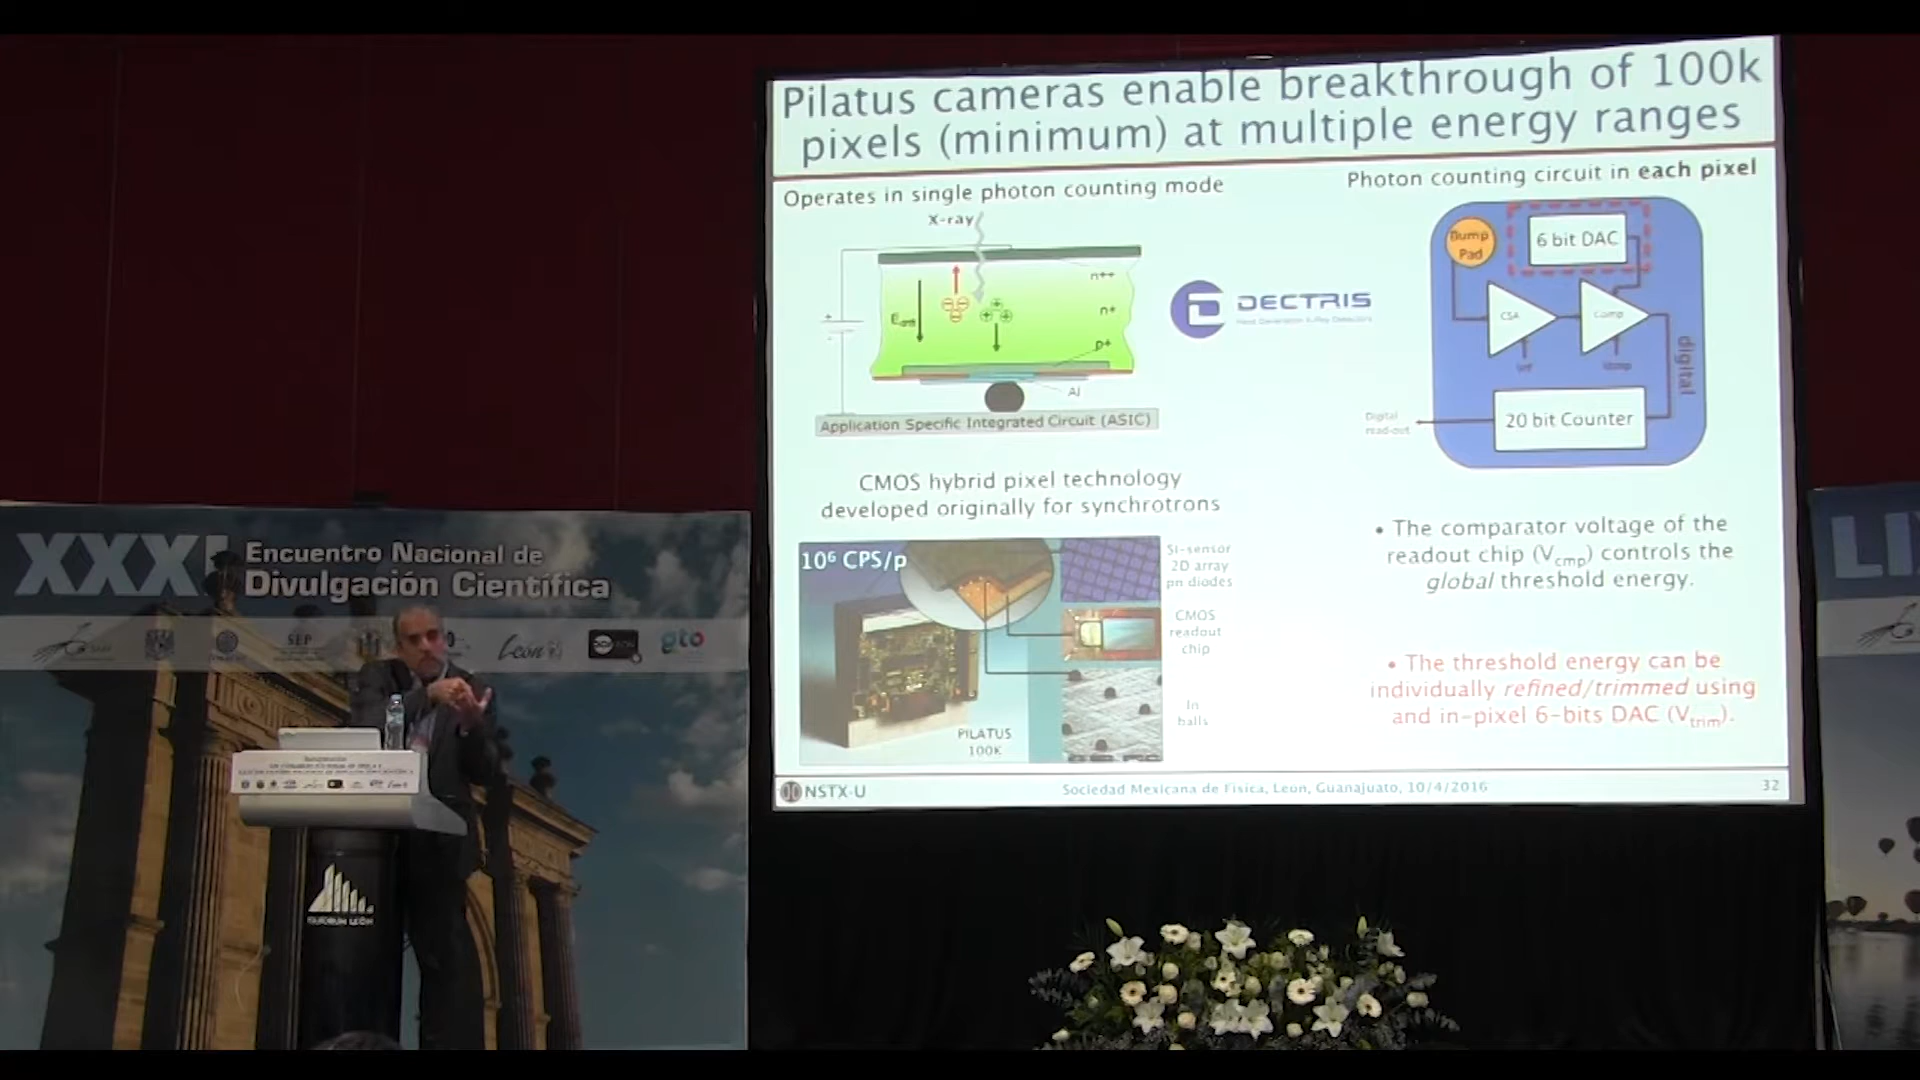 Pilatus cameras enable breakthrough of 100k
pixels (minimum) at multiple energy ranges
Operates in single photon counting mode
X-ray
n++
n+
p+
Al
Application Specific Integrated Circuit (ASIC)
DECTRIS
Photon counting circuit in each pixel
Bump
Pad
6 bit DAC
CSA
Comp
digital
20 bit Counter
Digital
read-out
CMOS hybrid pixel technology
developed originally for synchrotrons
10⁶ CPS/p
PILATUS
100K
Si-sensor
2D array
pn diodes
CMOS
readout
chip
In
balls
• The comparator voltage of the
readout chip (Vcmp) controls the
global threshold energy.
• The threshold energy can be
individually refined/trimmed using
and in-pixel 6-bits DAC (Vtrim).
NSTX-U
Sociedad Mexicana de Fisica, Leon, Guanajuato, 10/4/2016
32
XXXI
Encuentro Nacional de
Divulgación Científica
SEP
León
gto
LI